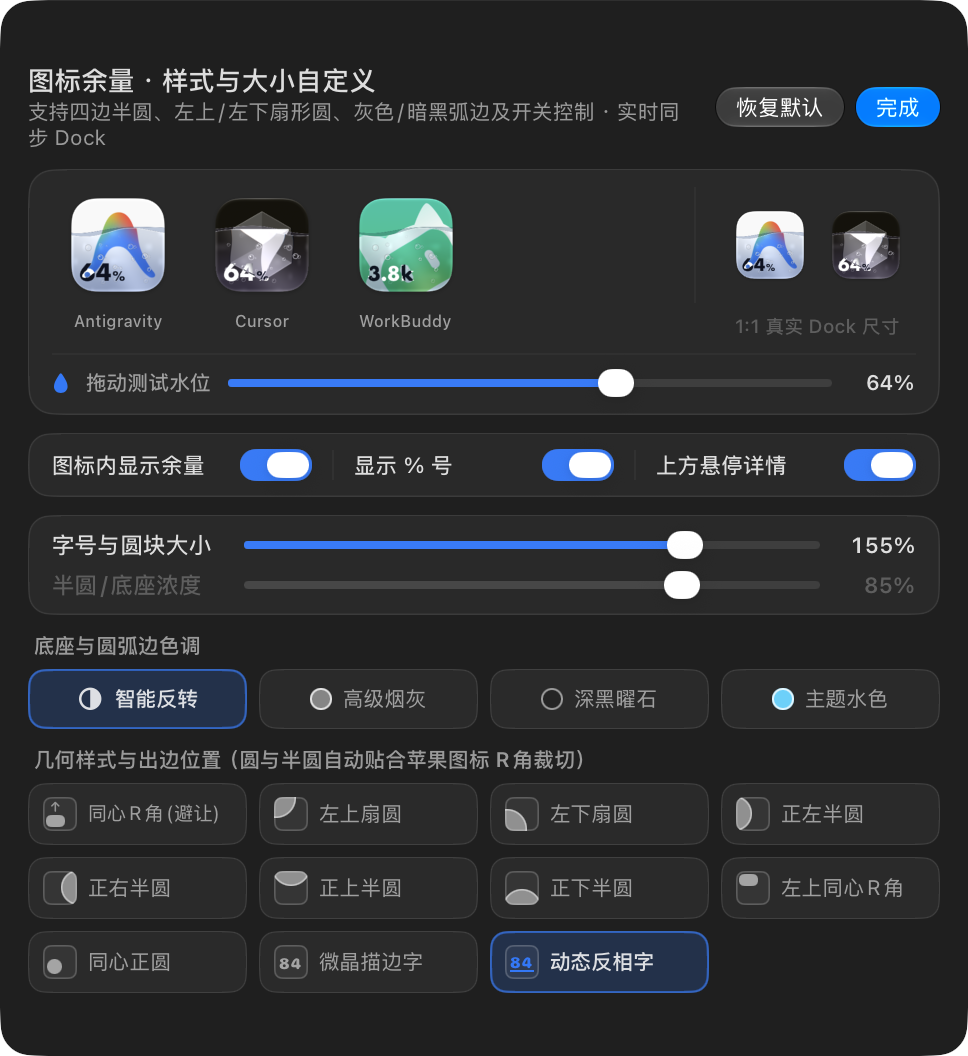 图标余量 · 样式与大小自定义
支持四边半圆、左上/左下扇形圆、灰色/暗黑弧边及开关控制 · 实时同
步 Dock
恢复默认
完成
64%
64%
3.8k
64%
64%
Antigravity
Cursor
WorkBuddy
1:1 真实 Dock 尺寸
拖动测试水位
64%
图标内显示余量
显示 % 号
上方悬停详情
字号与圆块大小
155%
半圆/底座浓度
85%
底座与圆弧边色调
智能反转
高级烟灰
深黑曜石
主题水色
几何样式与出边位置（圆与半圆自动贴合苹果图标 R 角裁切）
同心 R 角 (避让)
左上扇圆
左下扇圆
正左半圆
正右半圆
正上半圆
正下半圆
左上同心 R 角
同心正圆
84 微晶描边字
84 动态反相字